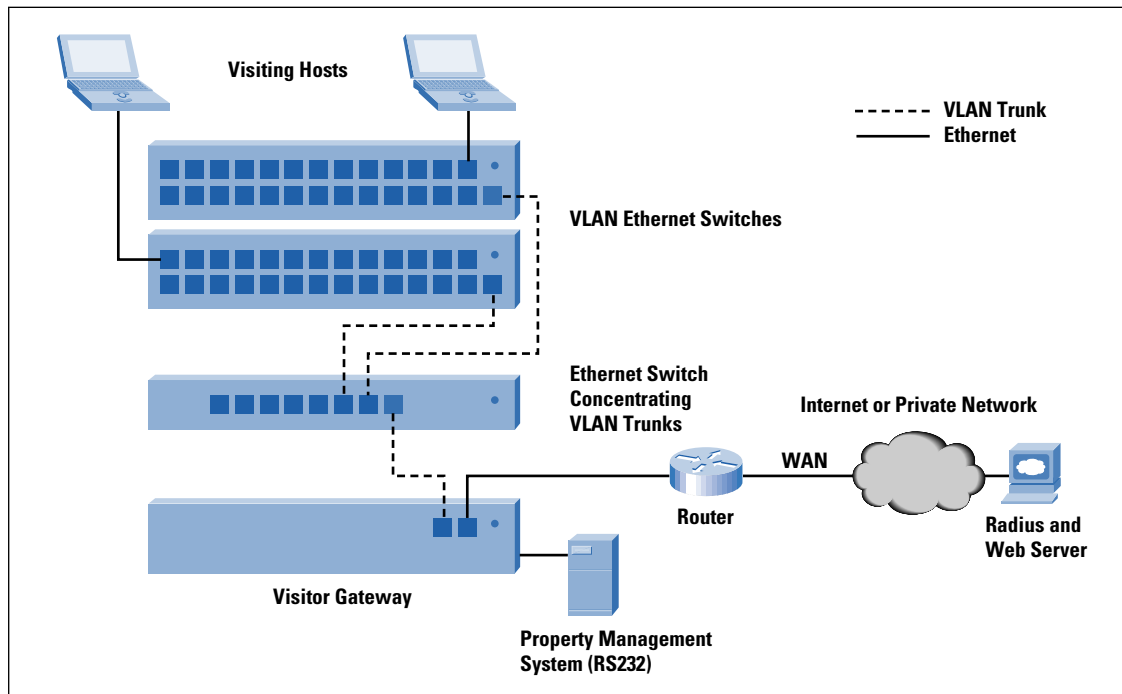 Visiting Hosts
VLAN Trunk
Ethernet
VLAN Ethernet Switches
Ethernet Switch
Concentrating
VLAN Trunks
Internet or Private Network
WAN
Router
Radius and
Web Server
Visitor Gateway
Property Management
System (RS232)